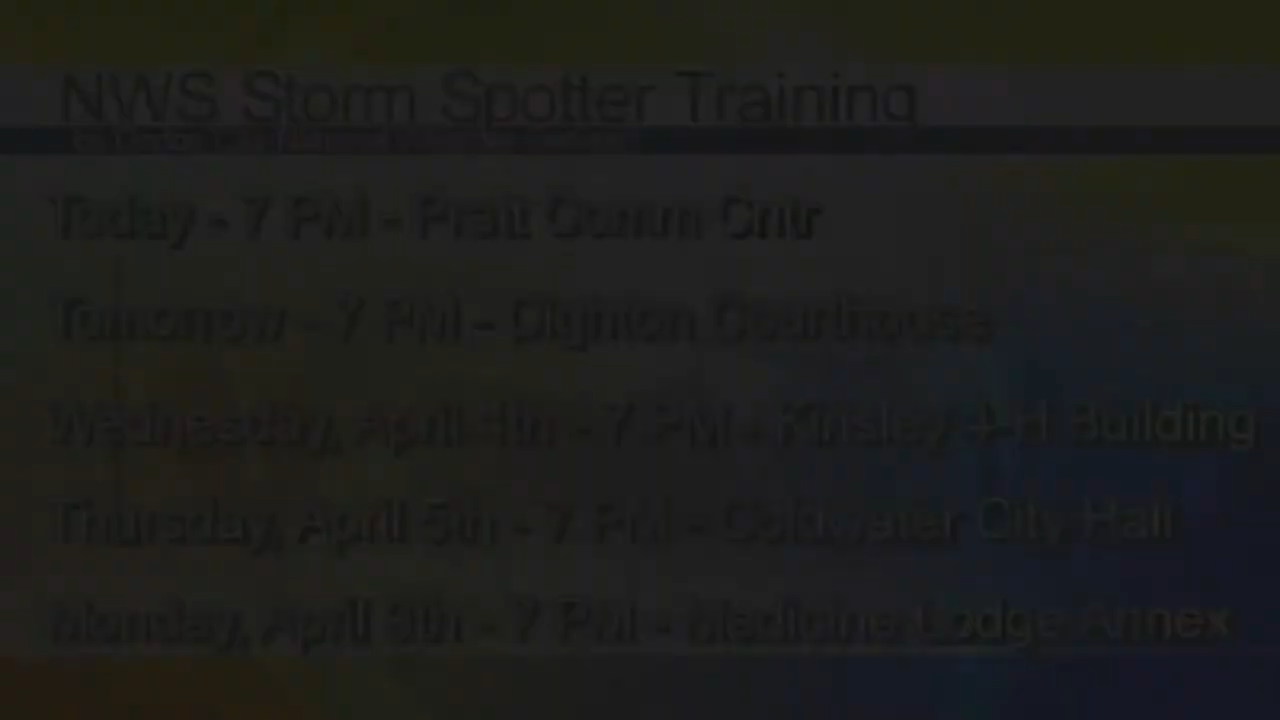 NWS Storm Spotter Training
Today - 7 PM - Pratt Comm Cntr
Tomorrow - 7 PM - Dighton Courthouse
Wednesday, April 4th - 7 PM - Kinsley 4-H Building
Thursday, April 5th - 7 PM - Coldwater City Hall
Monday, April 9th - 7 PM - Medicine Lodge Annex